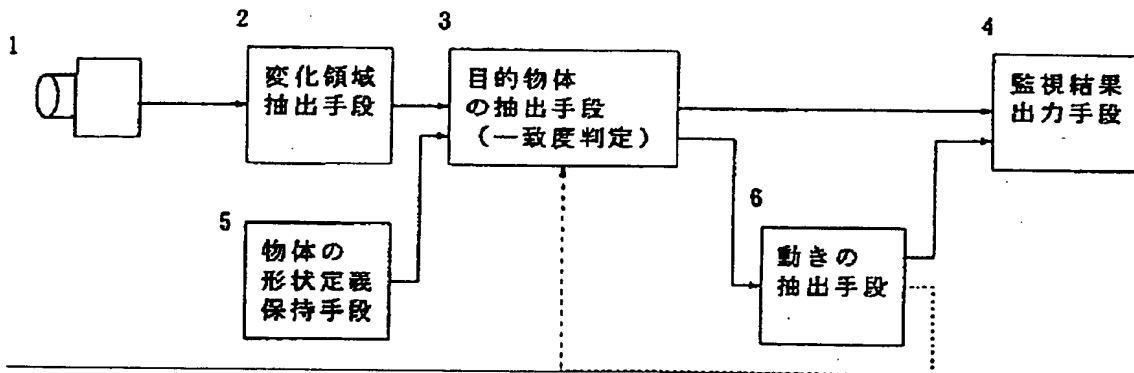 1
2
変化領域
抽出手段
3
目的物体
の抽出手段
(一致度判定)
4
監視結果
出力手段
5
物体の
形状定義
保持手段
6
動きの
抽出手段